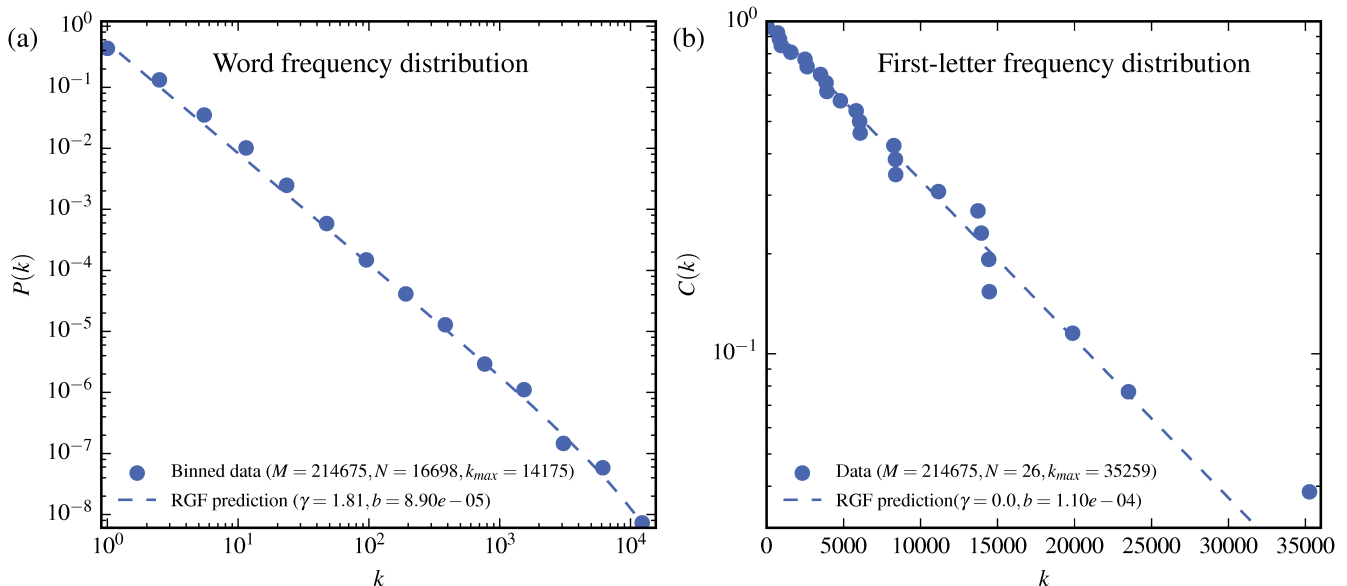 (a)
Word frequency distribution
P(k)
10^0
10^-1
10^-2
10^-3
10^-4
10^-5
10^-6
10^-7
10^-8
Binned data (M = 214675, N = 16698, k_max = 14175)
RGF prediction (γ = 1.81, b = 8.90e − 05)
10^0 10^1 10^2 10^3 10^4
k
(b)
First-letter frequency distribution
C(k)
10^0
10^-1
Data (M = 214675, N = 26, k_max = 35259)
RGF prediction(γ = 0.0, b = 1.10e − 04)
0 5000 10000 15000 20000 25000 30000 35000
k